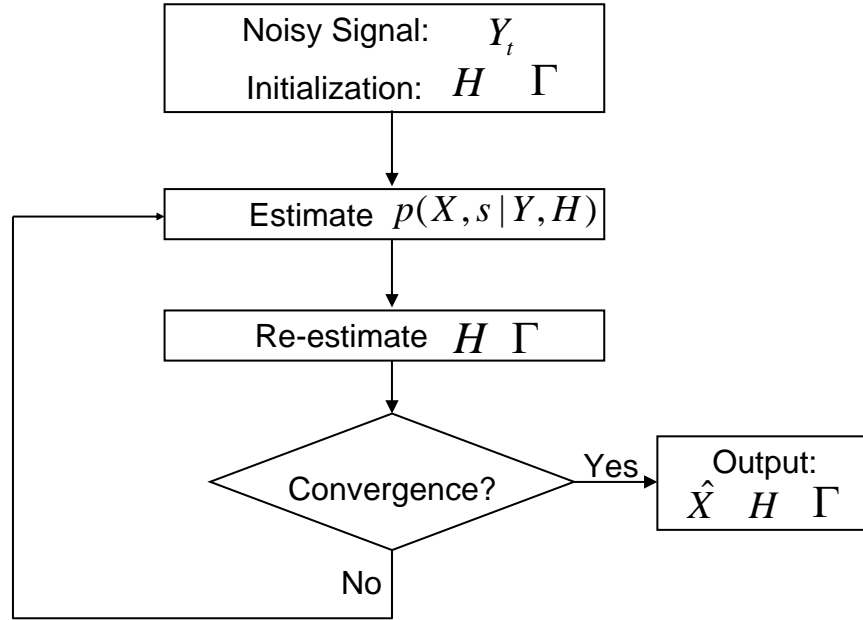 Noisy Signal: Y_t
Initialization: H Γ
Estimate p(X,s|Y,H)
Re-estimate H Γ
Convergence?
Yes
Output:
X̂ H Γ
No